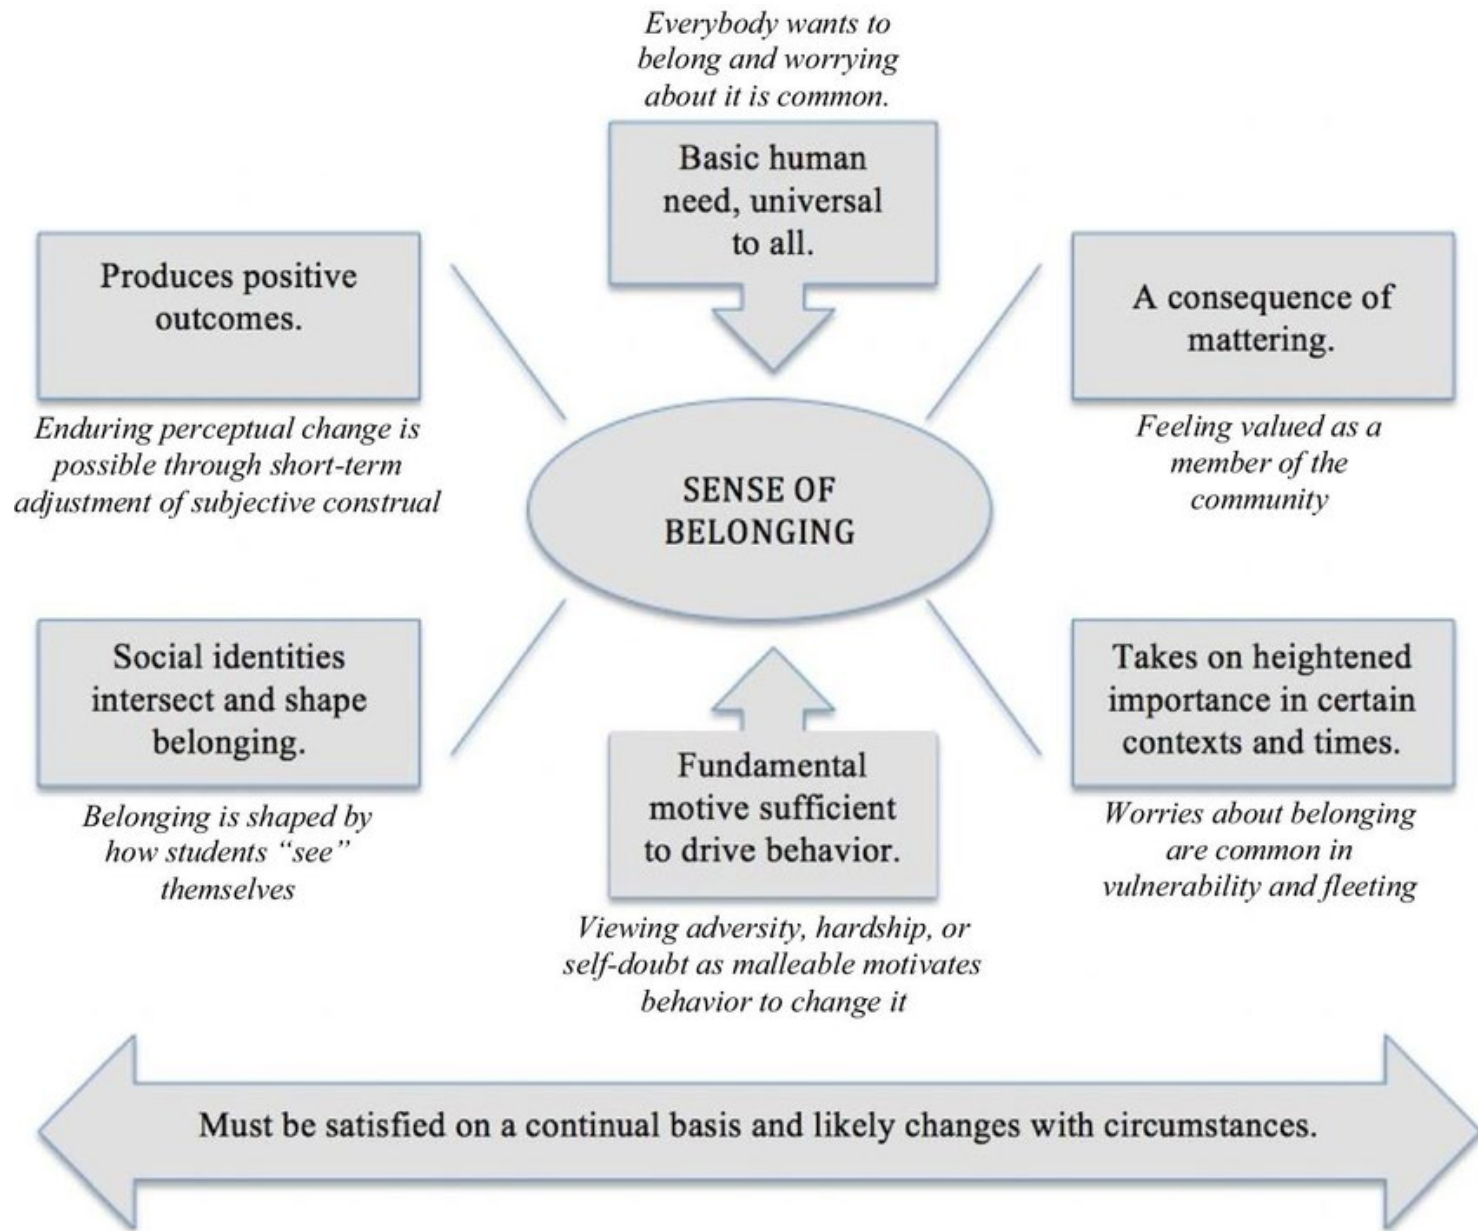 Everybody wants to
belong and worrying
about it is common.
Basic human
need, universal
to all.
Produces positive
outcomes.
Enduring perceptual change is
possible through short-term
adjustment of subjective construal
A consequence of
mattering.
Feeling valued as a
member of the
community
SENSE OF
BELONGING
Social identities
intersect and shape
belonging.
Belonging is shaped by
how students “see”
themselves
Fundamental
motive sufficient
to drive behavior.
Viewing adversity, hardship, or
self-doubt as malleable motivates
behavior to change it
Takes on heightened
importance in certain
contexts and times.
Worries about belonging
are common in
vulnerability and fleeting
Must be satisfied on a continual basis and likely changes with circumstances.